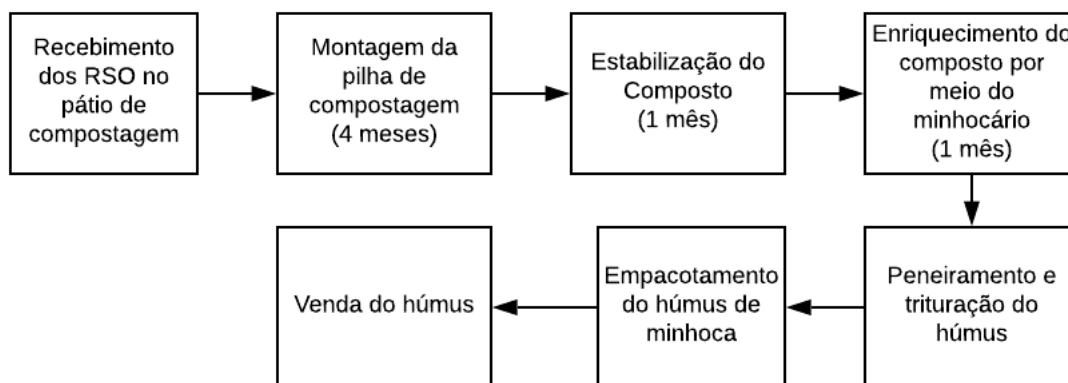 Recebimento
dos RSO no
pátio de
compostagem
Montagem da
pilha de
compostagem
(4 meses)
Estabilização do
Composto
(1 mês)
Enriquecimento do
composto por
meio do
minhocário
(1 mês)
Peneiramento e
trituração do
húmus
Empacotamento
do húmus de
minhoca
Venda do húmus